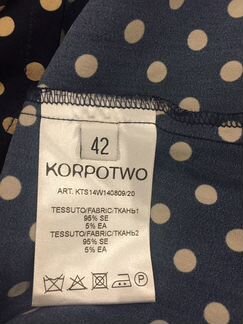 42
KORPOTWO
ART. KTS14W140809/20
TESSUTO/FABRIC/ТКАНЬ1
95% SE
5% EA
TESSUTO/FABRIC/ТКАНЬ2
95% SE
5% EA